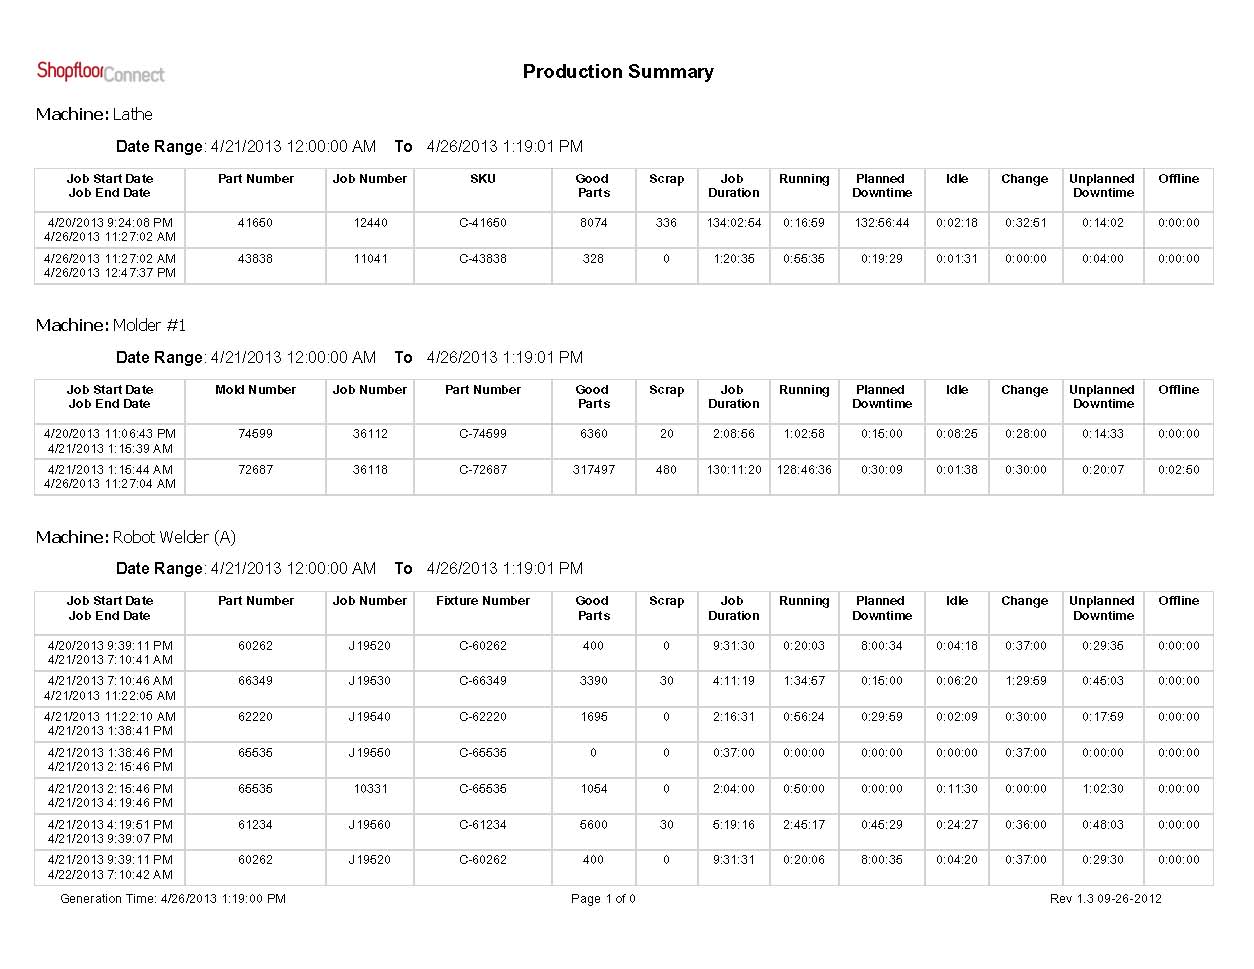 ShopfloorConnect
Production Summary
Machine: Lathe
Date Range: 4/21/2013 12:00:00 AM To 4/26/2013 1:19:01 PM
Job Start Date Part Number Job Number SKU Good Scrap Job Running Planned Idle Change Unplanned Offline
Job End Date Parts Duration Downtime Downtime
4/20/2013 9:24:08 PM 41650 12440 C-41650 8074 336 134:02:54 0:16:59 132:56:44 0:02:18 0:32:51 0:14:02 0:00:00
4/26/2013 11:27:02 AM
4/26/2013 11:27:02 AM 43838 11041 C-43838 328 0 1:20:35 0:55:35 0:19:29 0:01:31 0:00:00 0:04:00 0:00:00
4/26/2013 12:47:37 PM
Machine: Molder #1
Date Range: 4/21/2013 12:00:00 AM To 4/26/2013 1:19:01 PM
Job Start Date Mold Number Job Number Part Number Good Scrap Job Running Planned Idle Change Unplanned Offline
Job End Date Parts Duration Downtime Downtime
4/20/2013 11:06:43 PM 74599 36112 C-74599 6360 20 2:08:56 1:02:58 0:15:00 0:08:25 0:28:00 0:14:33 0:00:00
4/21/2013 1:15:39 AM
4/21/2013 1:15:44 AM 72687 36118 C-72687 317497 480 130:11:20 128:46:36 0:30:09 0:01:38 0:30:00 0:20:07 0:02:50
4/26/2013 11:27:04 AM
Machine: Robot Welder (A)
Date Range: 4/21/2013 12:00:00 AM To 4/26/2013 1:19:01 PM
Job Start Date Part Number Job Number Fixture Number Good Scrap Job Running Planned Idle Change Unplanned Offline
Job End Date Parts Duration Downtime Downtime
4/20/2013 9:39:11 PM 60262 J19520 C-60262 400 0 9:31:30 0:20:03 8:00:34 0:04:18 0:37:00 0:29:35 0:00:00
4/21/2013 7:10:41 AM
4/21/2013 7:10:46 AM 66349 J19530 C-66349 3390 30 4:11:19 1:34:57 0:15:00 0:06:20 1:29:59 0:45:03 0:00:00
4/21/2013 11:22:05 AM
4/21/2013 11:22:10 AM 62220 J19540 C-62220 1695 0 2:16:31 0:56:24 0:29:59 0:02:09 0:30:00 0:17:59 0:00:00
4/21/2013 1:38:41 PM
4/21/2013 1:38:46 PM 65535 J19550 C-65535 0 0 0:37:00 0:00:00 0:00:00 0:00:00 0:37:00 0:00:00 0:00:00
4/21/2013 2:15:46 PM
4/21/2013 2:15:46 PM 65535 10331 C-65535 1054 0 2:04:00 0:50:00 0:00:00 0:11:30 0:00:00 1:02:30 0:00:00
4/21/2013 4:19:46 PM
4/21/2013 4:19:51 PM 61234 J19560 C-61234 5600 30 5:19:16 2:45:17 0:45:29 0:24:27 0:36:00 0:48:03 0:00:00
4/21/2013 9:39:07 PM
4/21/2013 9:39:11 PM 60262 J19520 C-60262 400 0 9:31:31 0:20:06 8:00:35 0:04:20 0:37:00 0:29:30 0:00:00
4/22/2013 7:10:42 AM
Generation Time: 4/26/2013 1:19:00 PM Page 1 of 0 Rev 1.3 09-26-2012